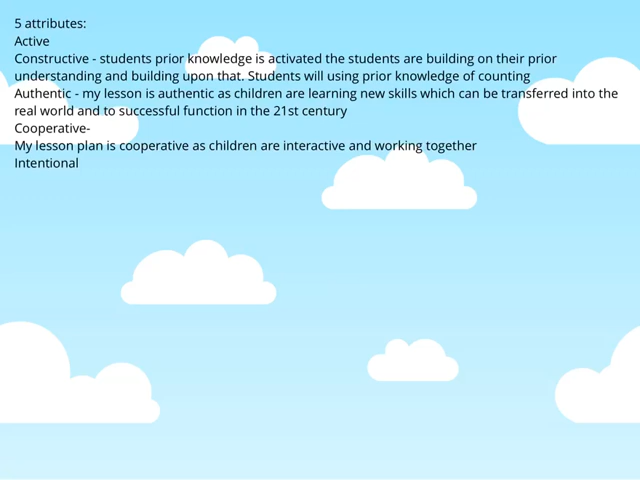 5 attributes:
Active
Constructive - students prior knowledge is activated the students are building on their prior
understanding and building upon that. Students will using prior knowledge of counting
Authentic - my lesson is authentic as children are learning new skills which can be transferred into the
real world and to successful function in the 21st century
Cooperative-
My lesson plan is cooperative as children are interactive and working together
Intentional